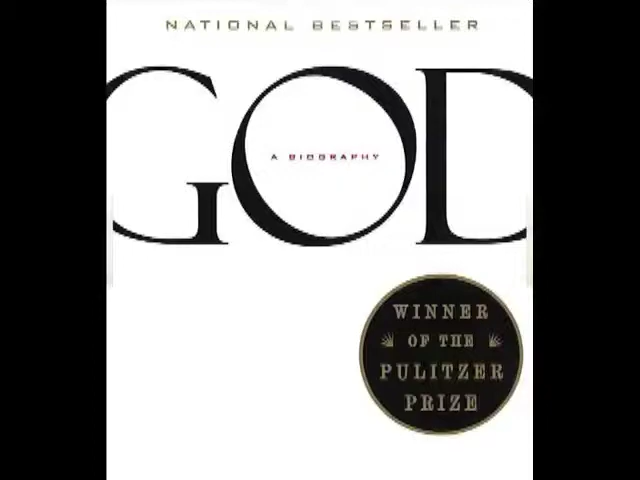 NATIONAL BESTSELLER
GOD
A BIOGRAPHY
WINNER
OF THE
PULITZER
PRIZE